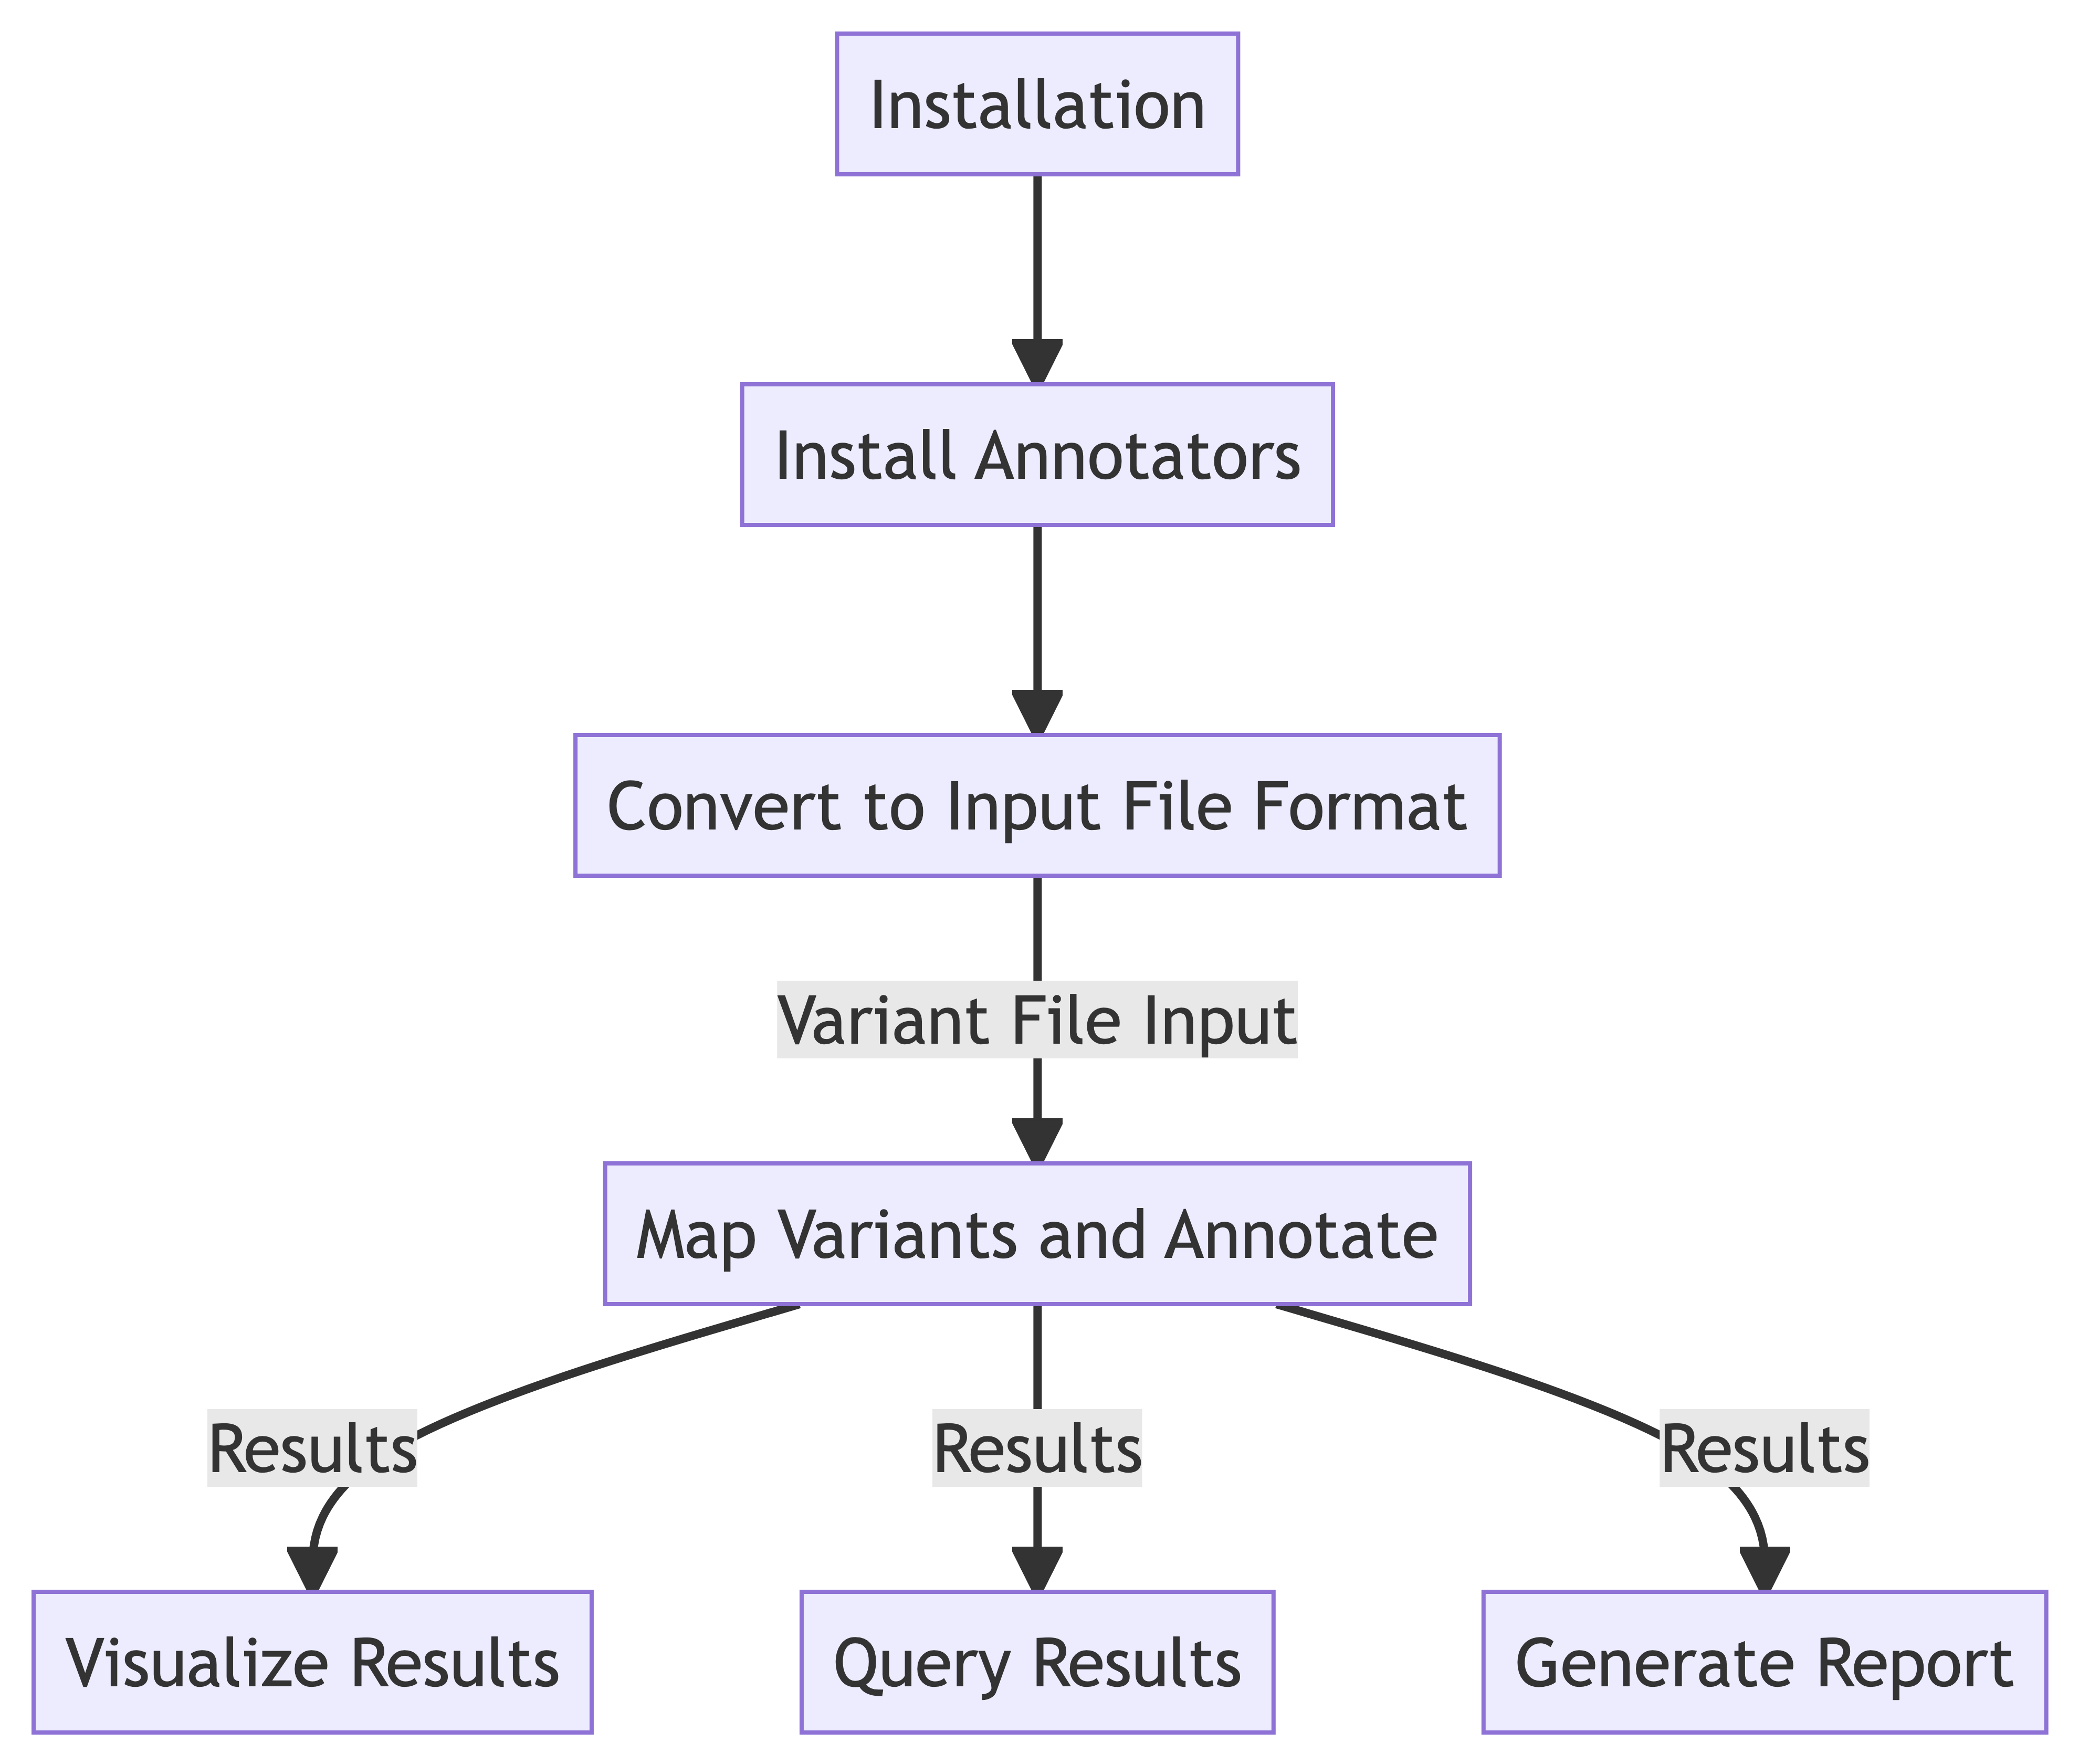 Installation
Install Annotators
Convert to Input File Format
Variant File Input
Map Variants and Annotate
Results
Results
Results
Visualize Results
Query Results
Generate Report